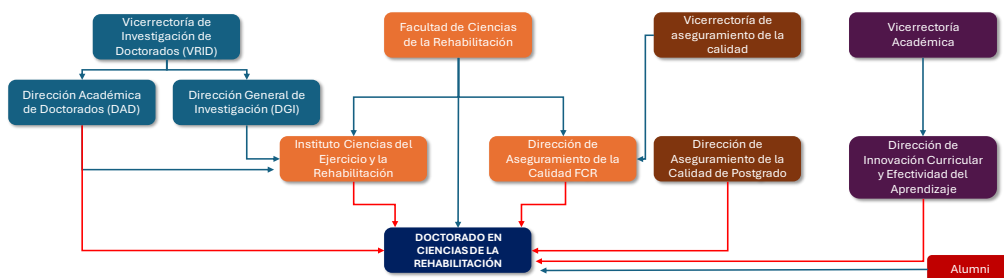 Vicerrectoría de
Investigación de
Doctorados (VRID)
Facultad de Ciencias
de la Rehabilitación
Vicerrectoría de
aseguramiento de la
calidad
Vicerrectoría
Académica
Dirección Académica
de Doctorados (DAD)
Dirección General de
Investigación (DGI)
Instituto Ciencias del
Ejercicio y la
Rehabilitación
Dirección de
Aseguramiento de la
Calidad FCR
Dirección de
Aseguramiento de la
Calidad de Postgrado
Dirección de
Innovación Curricular
y Efectividad del
Aprendizaje
DOCTORADO EN
CIENCIAS DE LA
REHABILITACIÓN
Alumni